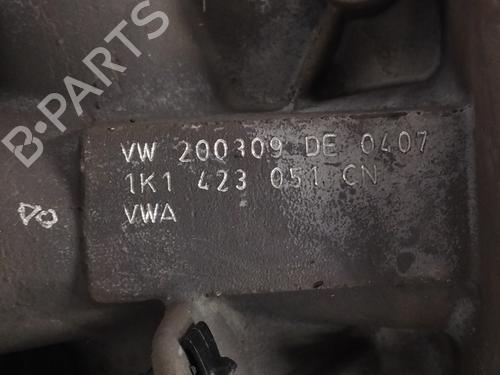 B-PARTS
VW 200309 DE 0407
1K1 423 051 CN
VWA